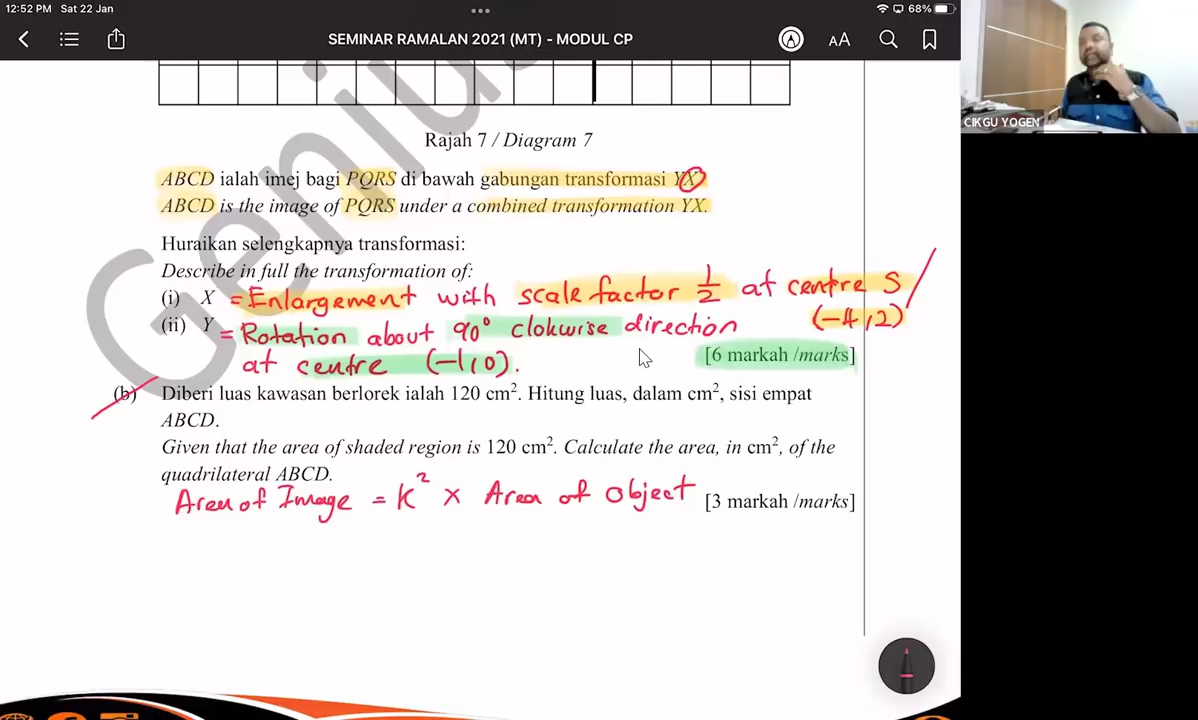 12:52 PM Sat 22 Jan
68%
SEMINAR RAMALAN 2021 (MT) - MODUL CP
AA
CIKGU YOGEN
Genius
Rajah 7 / Diagram 7
ABCD ialah imej bagi PQRS di bawah gabungan transformasi YX
ABCD is the image of PQRS under a combined transformation YX.
Huraikan selengkapnya transformasi:
Describe in full the transformation of:
(i) X = Enlargement with scale factor 1/2 at centre S
(-4,2)
(ii) Y = Rotation about 90° clokwise direction
at centre (-1,0).
[6 markah /marks]
(b) Diberi luas kawasan berlorek ialah 120 cm². Hitung luas, dalam cm², sisi empat
ABCD.
Given that the area of shaded region is 120 cm². Calculate the area, in cm², of the
quadrilateral ABCD.
Area of Image = K² × Area of Object
[3 markah /marks]